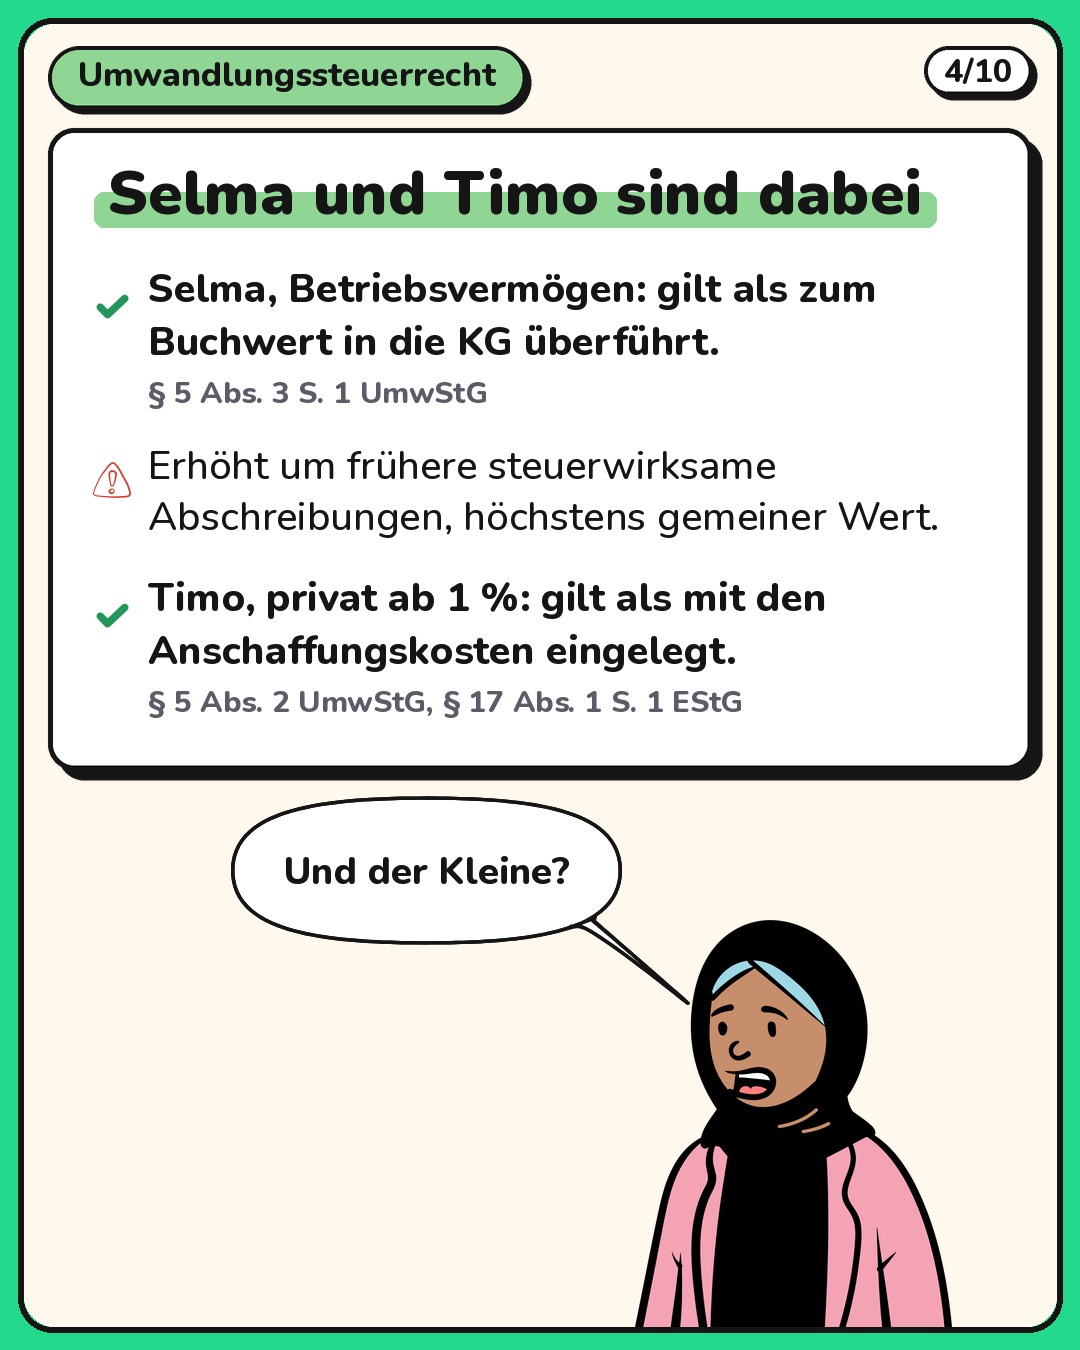 Umwandlungssteuerrecht
4/10
Selma und Timo sind dabei
Selma, Betriebsvermögen: gilt als zum
Buchwert in die KG überführt.
§ 5 Abs. 3 S. 1 UmwStG
Erhöht um frühere steuerwirksame
Abschreibungen, höchstens gemeiner Wert.
Timo, privat ab 1 %: gilt als mit den
Anschaffungskosten eingelegt.
§ 5 Abs. 2 UmwStG, § 17 Abs. 1 S. 1 EStG
Und der Kleine?